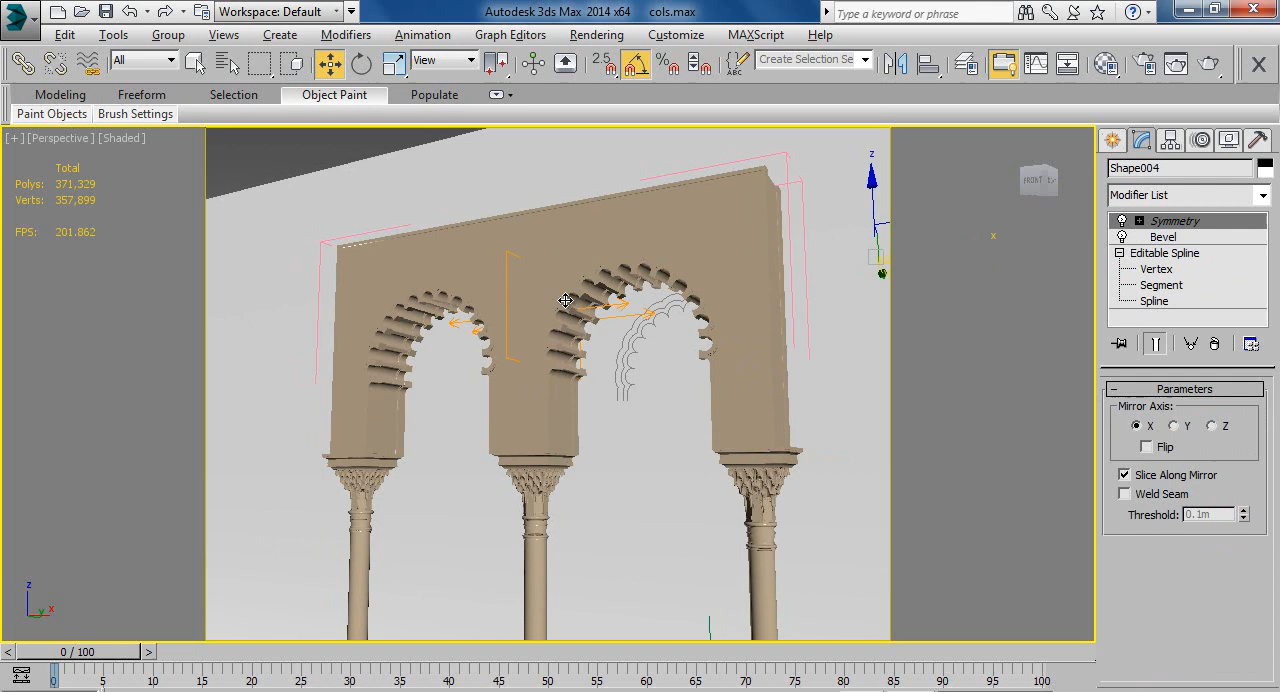 Workspace: Default
Autodesk 3ds Max 2014 x64 cols.max
Type a keyword or phrase
Edit Tools Group Views Create Modifiers Animation Graph Editors Rendering Customize MAXScript Help
All View 2.5 Create Selection Se
Modeling Freeform Selection Object Paint Populate
Paint Objects Brush Settings
[+] [Perspective] [Shaded]
Total
Polys: 371,329
Verts: 357,899
FPS: 201.862
z
x
FRONT
z
x
y
Shape004
Modifier List
Symmetry
Bevel
Editable Spline
Vertex
Segment
Spline
Parameters
Mirror Axis:
X Y Z
Flip
Slice Along Mirror
Weld Seam
Threshold: 0.1m
0 / 100
0 5 10 15 20 25 30 35 40 45 50 55 60 65 70 75 80 85 90 95 100